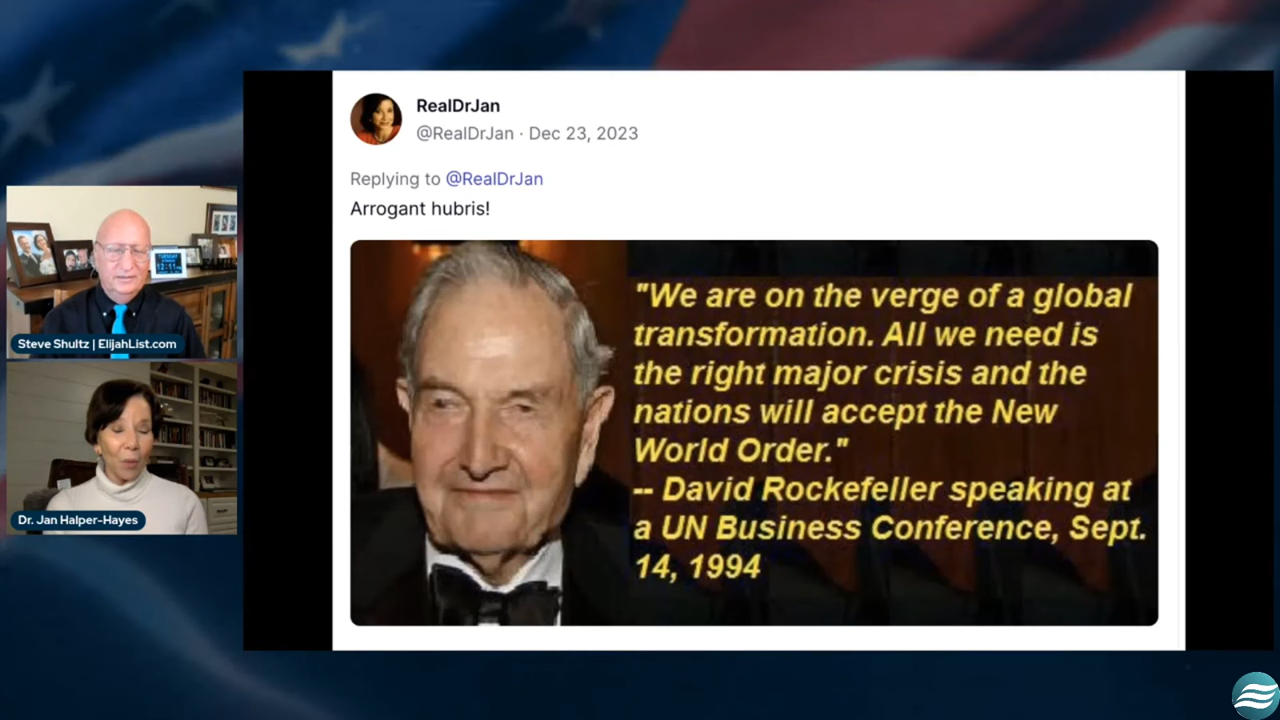 RealDrJan
@RealDrJan · Dec 23, 2023
Replying to @RealDrJan
Arrogant hubris!
"We are on the verge of a global
transformation. All we need is
the right major crisis and the
nations will accept the New
World Order."
-- David Rockefeller speaking at
a UN Business Conference, Sept.
14, 1994
TUESDAY
Steve Shultz | ElijahList.com
Dr. Jan Halper-Hayes